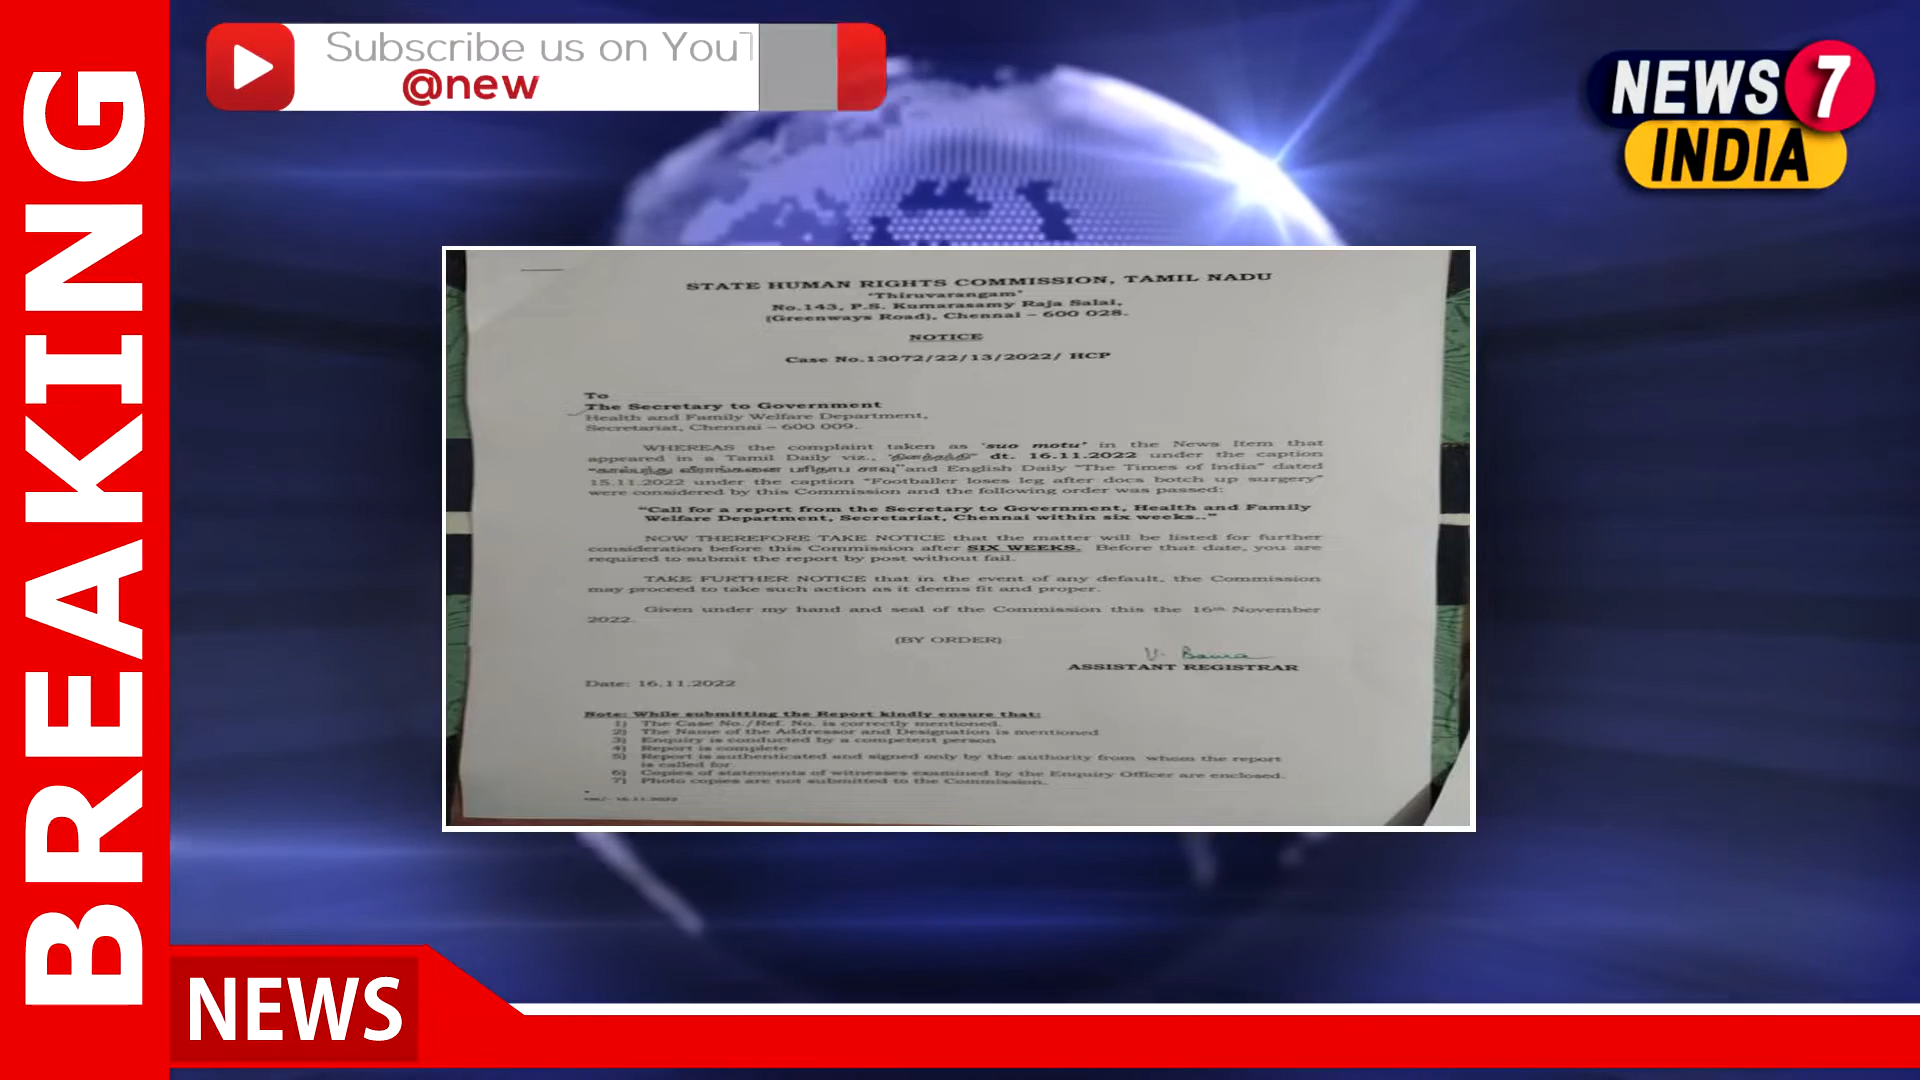 BREAKING
Subscribe us on YouT
@new
NEWS 7
INDIA
STATE HUMAN RIGHTS COMMISSION, TAMIL NADU
'Thiruvarangam'
No.143, P.S. Kumarasamy Raja Salai,
(Greenways Road), Chennai – 600 028.
NOTICE
Case No.13072/22/13/2022/ HCP
To
The Secretary to Government
Health and Family Welfare Department,
Secretariat, Chennai – 600 009.
WHEREAS the complaint taken as 'suo motu' in the News Item that
appeared in a Tamil Daily viz., 'தினத்தந்தி" dt. 16.11.2022 under the caption
"கால்பந்து வீராங்கனை பரிதாப சாவு" and English Daily "The Times of India" dated
15.11.2022 under the caption "Footballer loses leg after docs botch up surgery"
were considered by this Commission and the following order was passed:
"Call for a report from the Secretary to Government, Health and Family
Welfare Department, Secretariat, Chennai within six weeks.."
NOW THEREFORE TAKE NOTICE that the matter will be listed for further
consideration before this Commission after SIX WEEKS. Before that date, you are
required to submit the report by post without fail.
TAKE FURTHER NOTICE that in the event of any default, the Commission
may proceed to take such action as it deems fit and proper.
Given under my hand and seal of the Commission this the 16th November
2022.
(BY ORDER)
ASSISTANT REGISTRAR
Date: 16.11.2022
Note: While submitting the Report kindly ensure that:
1) The Case No./Ref. No. is correctly mentioned.
2) The Name of the Addressor and Designation is mentioned
3) Enquiry is conducted by a competent person
4) Report is complete
5) Report is authenticated and signed only by the authority from whom the report
is called for
6) Copies of statements of witnesses examined by the Enquiry Officer are enclosed.
7) Photo copies are not submitted to the Commission.
16.11.2022
NEWS